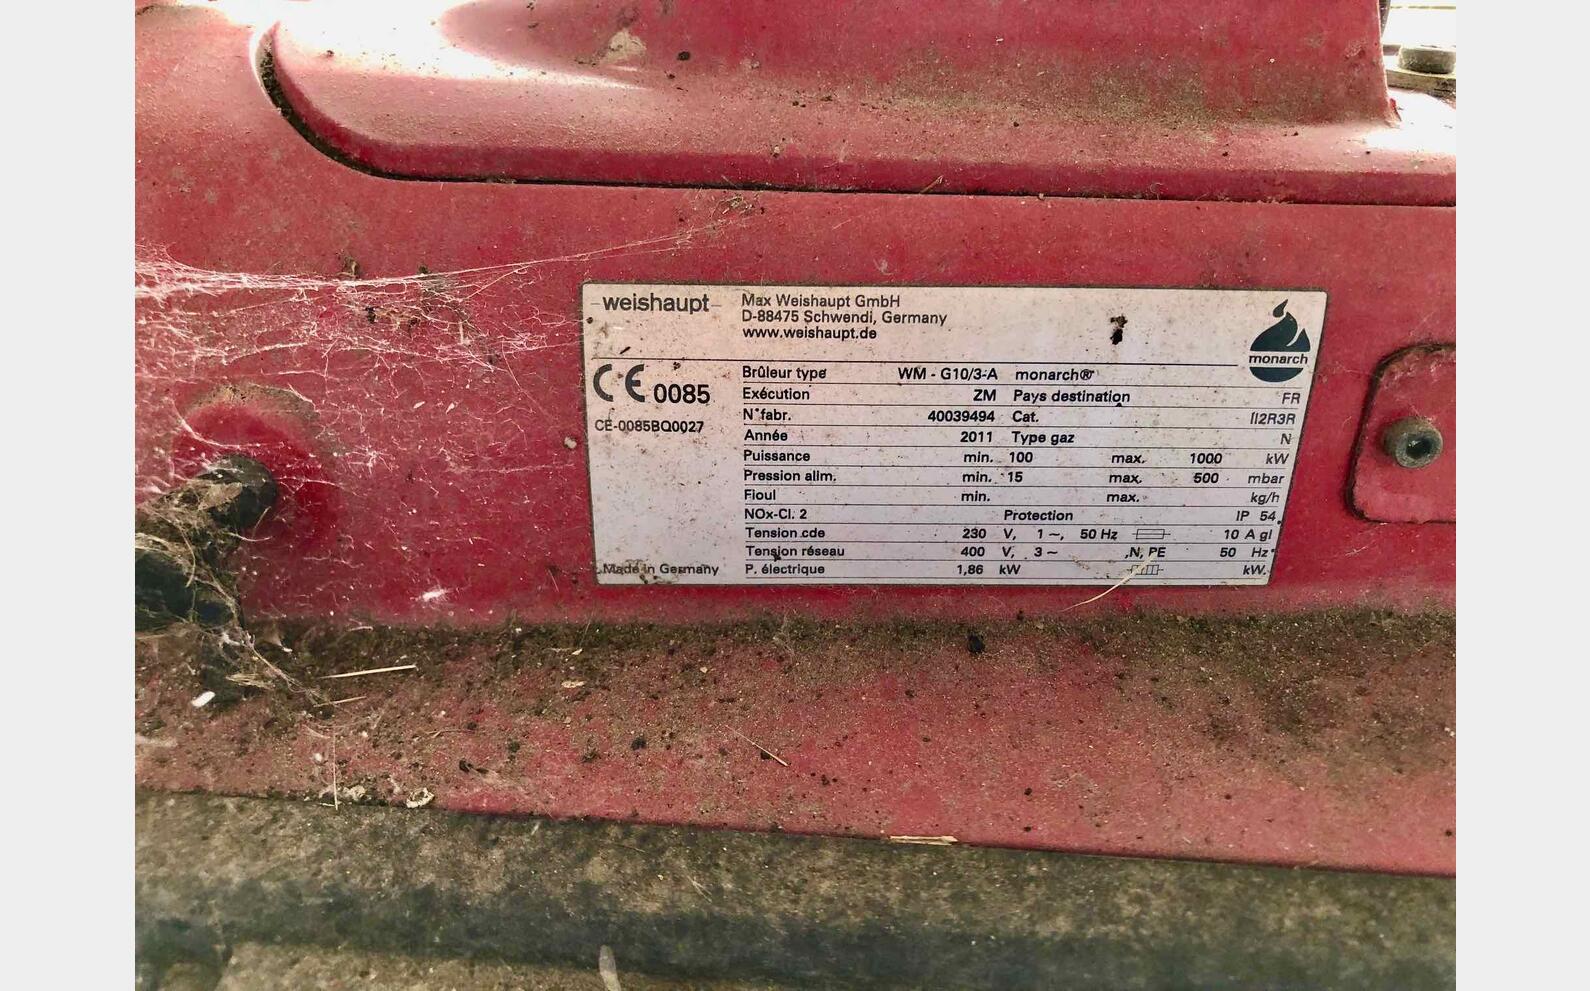 -weishaupt-
Max Weishaupt GmbH
D-88475 Schwendi, Germany
www.weishaupt.de
monarch
CE 0085
CE-0085BQ0027
Brûleur type WM - G10/3-A monarch®
Exécution ZM Pays destination FR
N° fabr. 40039494 Cat. II2R3R
Année 2011 Type gaz N
Puissance min. 100 max. 1000 kW
Pression alim. min. 15 max. 500 mbar
Fioul min. max. kg/h
NOx-Cl. 2 Protection IP 54
Tension cde 230 V, 1~, 50 Hz 10 A gl
Tension réseau 400 V, 3~ ,N, PE 50 Hz
P. électrique 1,86 kW kW
Made in Germany